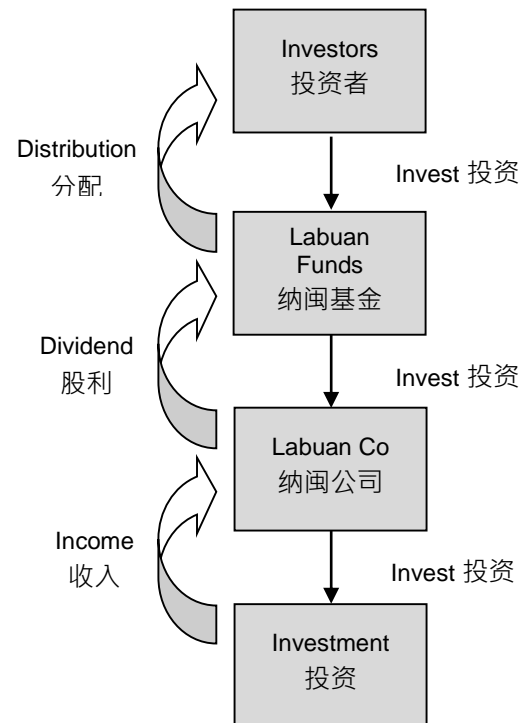 Investors
投资者
Distribution
分配
Invest 投资
Labuan
Funds
纳闽基金
Dividend
股利
Invest 投资
Labuan Co
纳闽公司
Income
收入
Invest 投资
Investment
投资